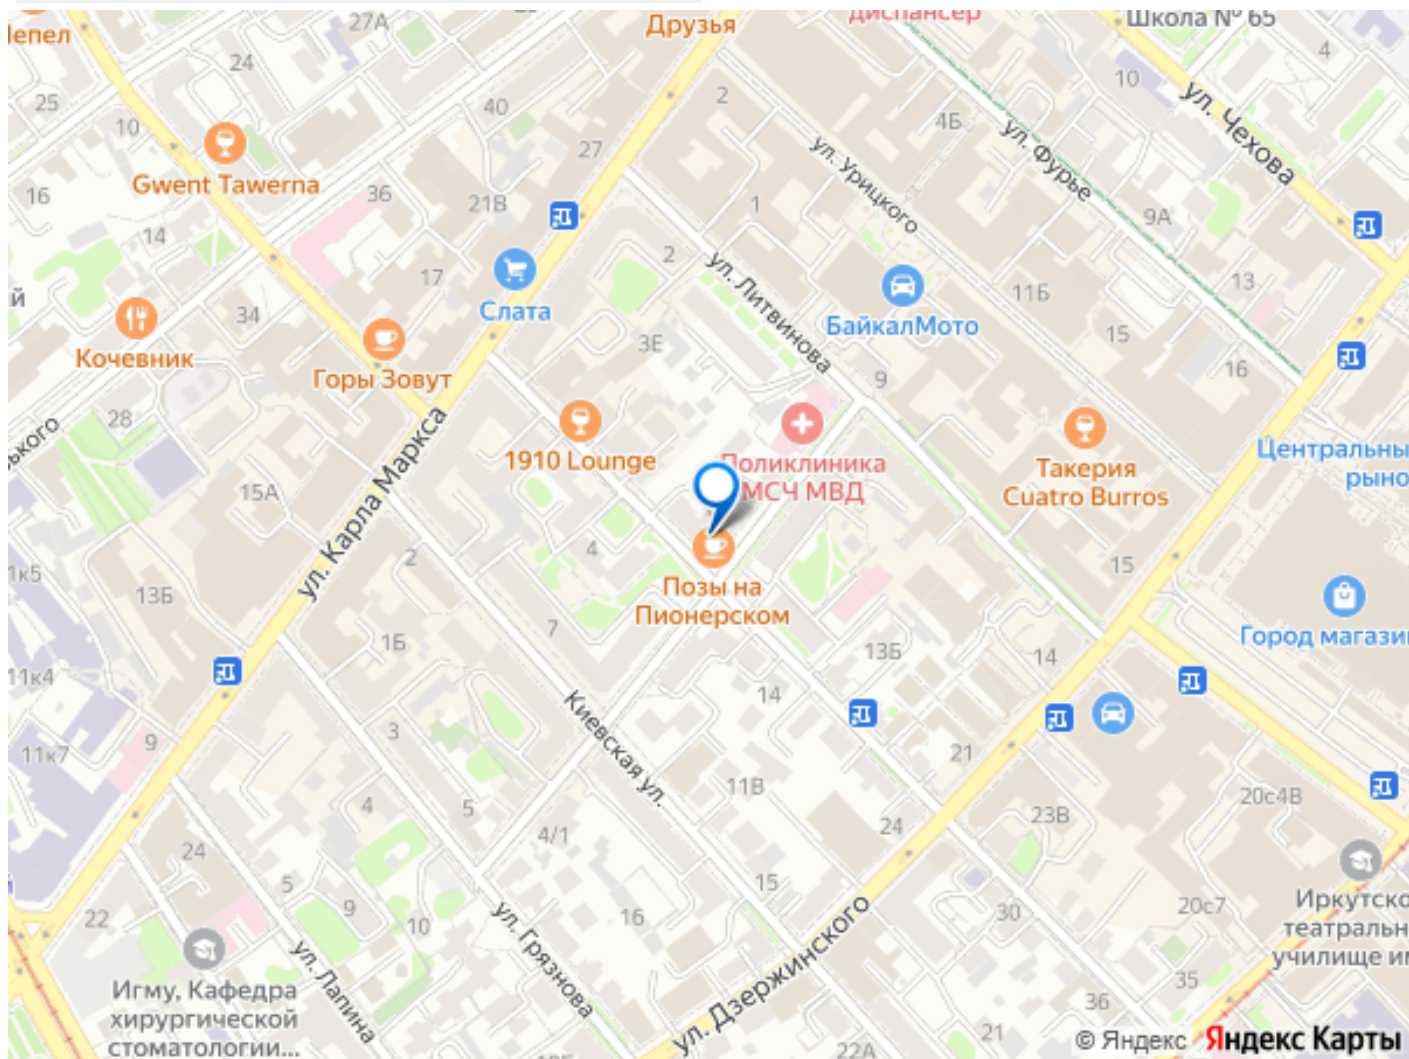 Друзья
диспансер
Школа № 65
27А
24
40
2
4Б
10
4
25
10
ул. Чехова
27
ул. Урицкого
ул. Фурье
Gwent Tawerna
16
36
21В
1
9А
14
17
2
ул. Литвинова
13
11Б
й
Слата
34
3Е
БайкалМото
15
Кочевник
Горы Зовут
9
16
28
ул. Карла Маркса
1910 Lounge
Поликлиника
МСЧ МВД
Такерия
Cuatro Burros
Центральны
рыно
15А
4
2
15
1к5
13Б
Позы на
Пионерском
7
1Б
13Б
14
Город магази
11к4
14
Киевская ул.
3
9
11к7
21
11В
20с4В
4
5
4/1
24
23В
24
15
5
9
10
16
22
30
20с7
Иркутско
театральн
училище и
ул. Лапина
ул. Грязнова
ул. Дзержинского
35
Игму, Кафедра
хирургической
стоматологии...
36
21
22А
© Яндекс Яндекс Карты